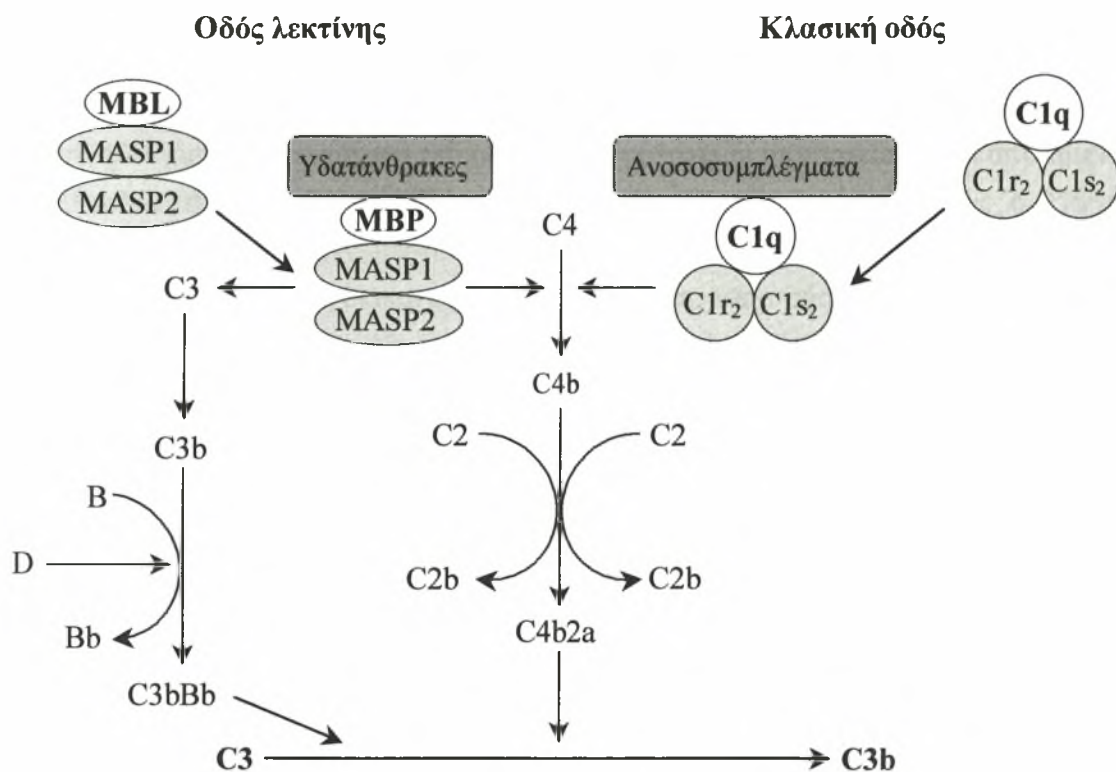 Οδός λεκτίνης
Κλασική οδός
MBL
MASP1
MASP2
Υδατάνθρακες
MBP
MASP1
MASP2
C4
Ανοσοσυμπλέγματα
C1q
C1r₂ C1s₂
C1q
C1r₂ C1s₂
C3
C4b
C3b
C2
C2
B
D
Bb
C2b
C2b
C4b2a
C3bBb
C3
C3b